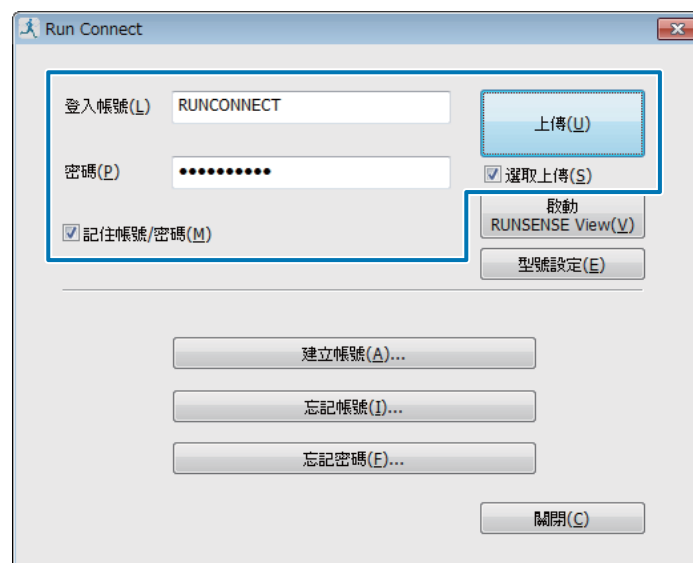 Run Connect
登入帳號(L) RUNCONNECT
上傳(U)
密碼(P) ●●●●●●●●●●
選取上傳(S)
記住帳號/密碼(M)
啟動
RUNSENSE View(V)
型號設定(E)
建立帳號(A)...
忘記帳號(I)...
忘記密碼(F)...
關閉(C)